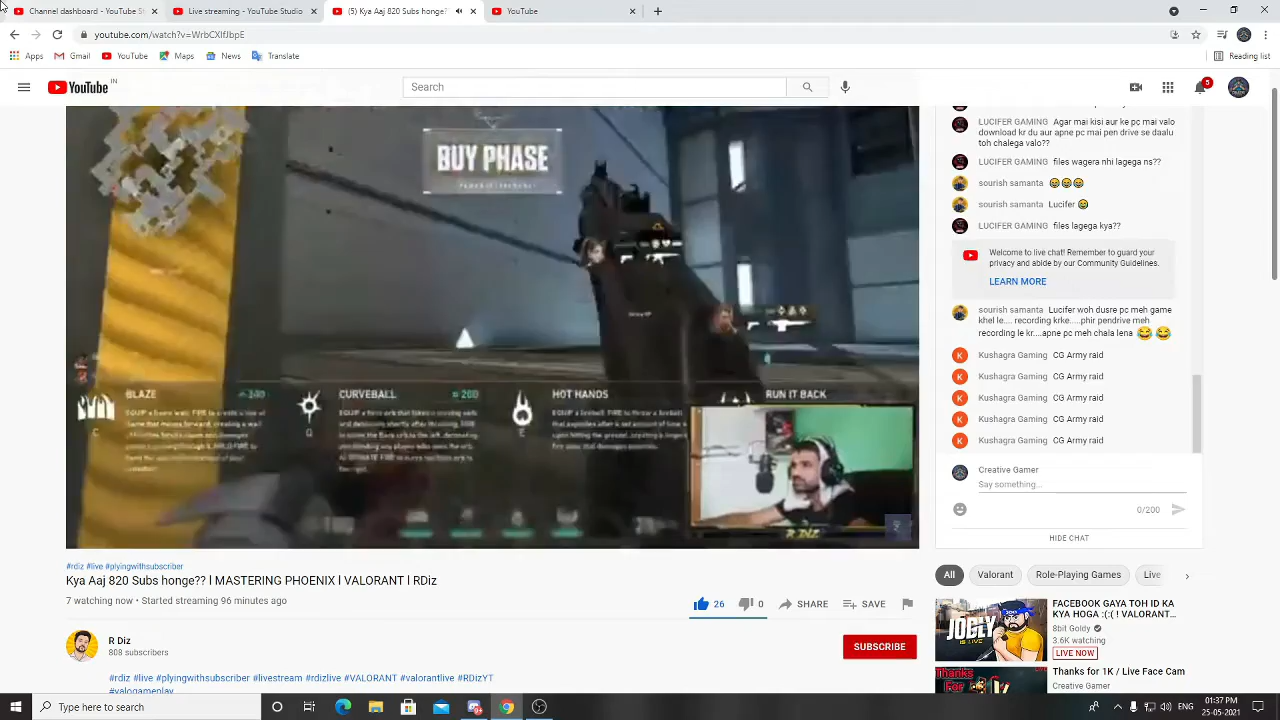 Channel dashboard - YouTube St
Live streaming - YouTube Studio
(5) Kya Aaj 820 Subs honge?
YouTube
youtube.com/watch?v=WrbCXIfJbpE
Apps
Gmail
YouTube
Maps
News
Translate
Reading list
YouTube IN
Search
5
BUY PHASE
BLAZE
CURVEBALL
200
HOT HANDS
RUN IT BACK
C
Q
E
R DIZ
LUCIFER GAMING Agar mai kisi aur ke pc mai valo
download kr du aur apne pc mai pen drive se daalu
toh chalega valo??
LUCIFER GAMING files wagera nhi lagega ns??
sourish samanta 😂😂😂
sourish samanta Lucifer 😂
LUCIFER GAMING files lagega kya??
Welcome to live chat! Remember to guard your
privacy and abide by our Community Guidelines.
LEARN MORE
sourish samanta Lucifer woh dusre pc meh game
khel le.... recording krke.....phir pendrive meh
recording le kr....apne pc meh chala lena 😂 😂
K Kushagra Gaming CG Army raid
K Kushagra Gaming CG Army raid
K Kushagra Gaming CG Army raid
K Kushagra Gaming CG Army raid
K Kushagra Gaming CG Army raid
Creative Gamer
Say something...
0/200
HIDE CHAT
#rdiz #live #plyingwithsubscriber
Kya Aaj 820 Subs honge?? l MASTERING PHOENIX l VALORANT l RDiz
7 watching now • Started streaming 96 minutes ago
26
0
SHARE
SAVE
R Diz
808 subscribers
SUBSCRIBE
#rdiz #live #plyingwithsubscriber #livestream #rdizlive #VALORANT #valorantlive #RDizYT
#valogameplay
All
Valorant
Role-Playing Games
Live
JOGLY
IS LIVE
FACEBOOK GAYA TOH ID KA
KYA HOGA :(:( ! VALORANT...
8bit Goldy
3.6K watching
LIVE NOW
Thanks
For
Thanks for 1K / Live Face Cam
Creative Gamer
Type here to search
ENG
01:37 PM
25-05-2021